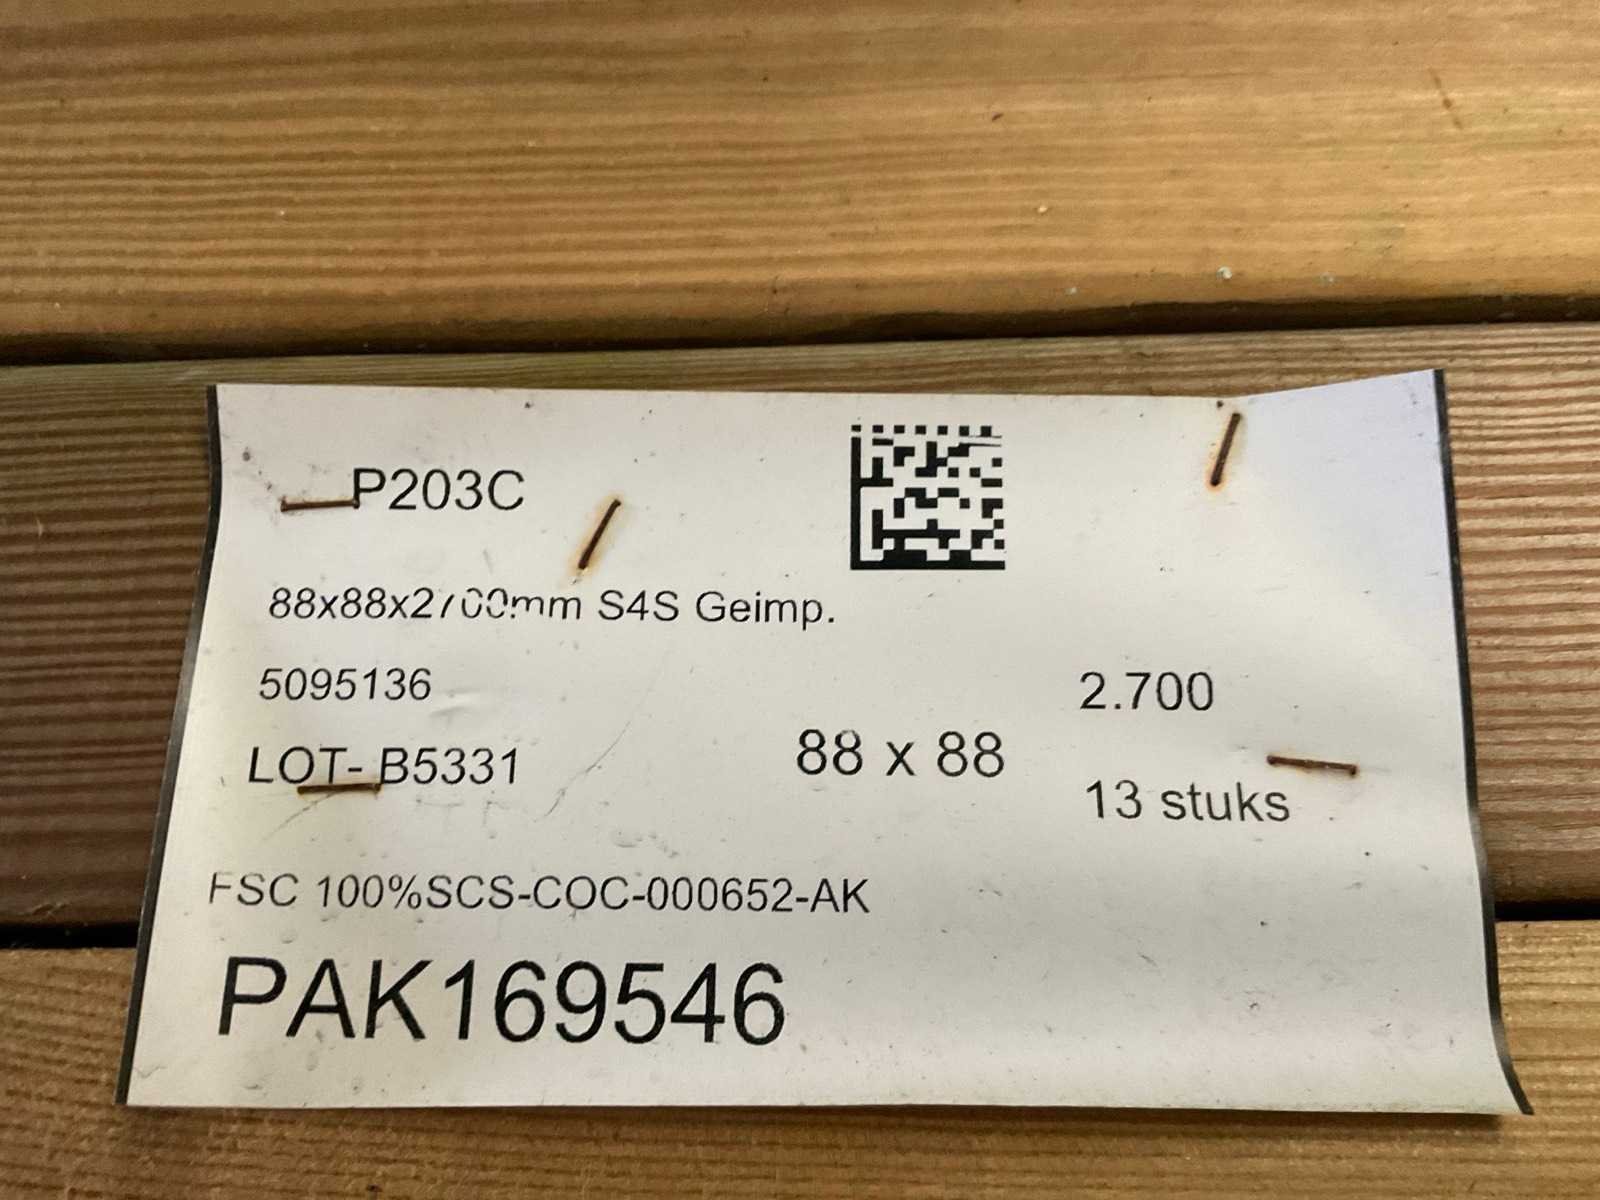 P203C
88x88x2700mm S4S Geimp.
5095136
2.700
LOT- B5331
88 x 88
13 stuks
FSC 100%SCS-COC-000652-AK
PAK169546